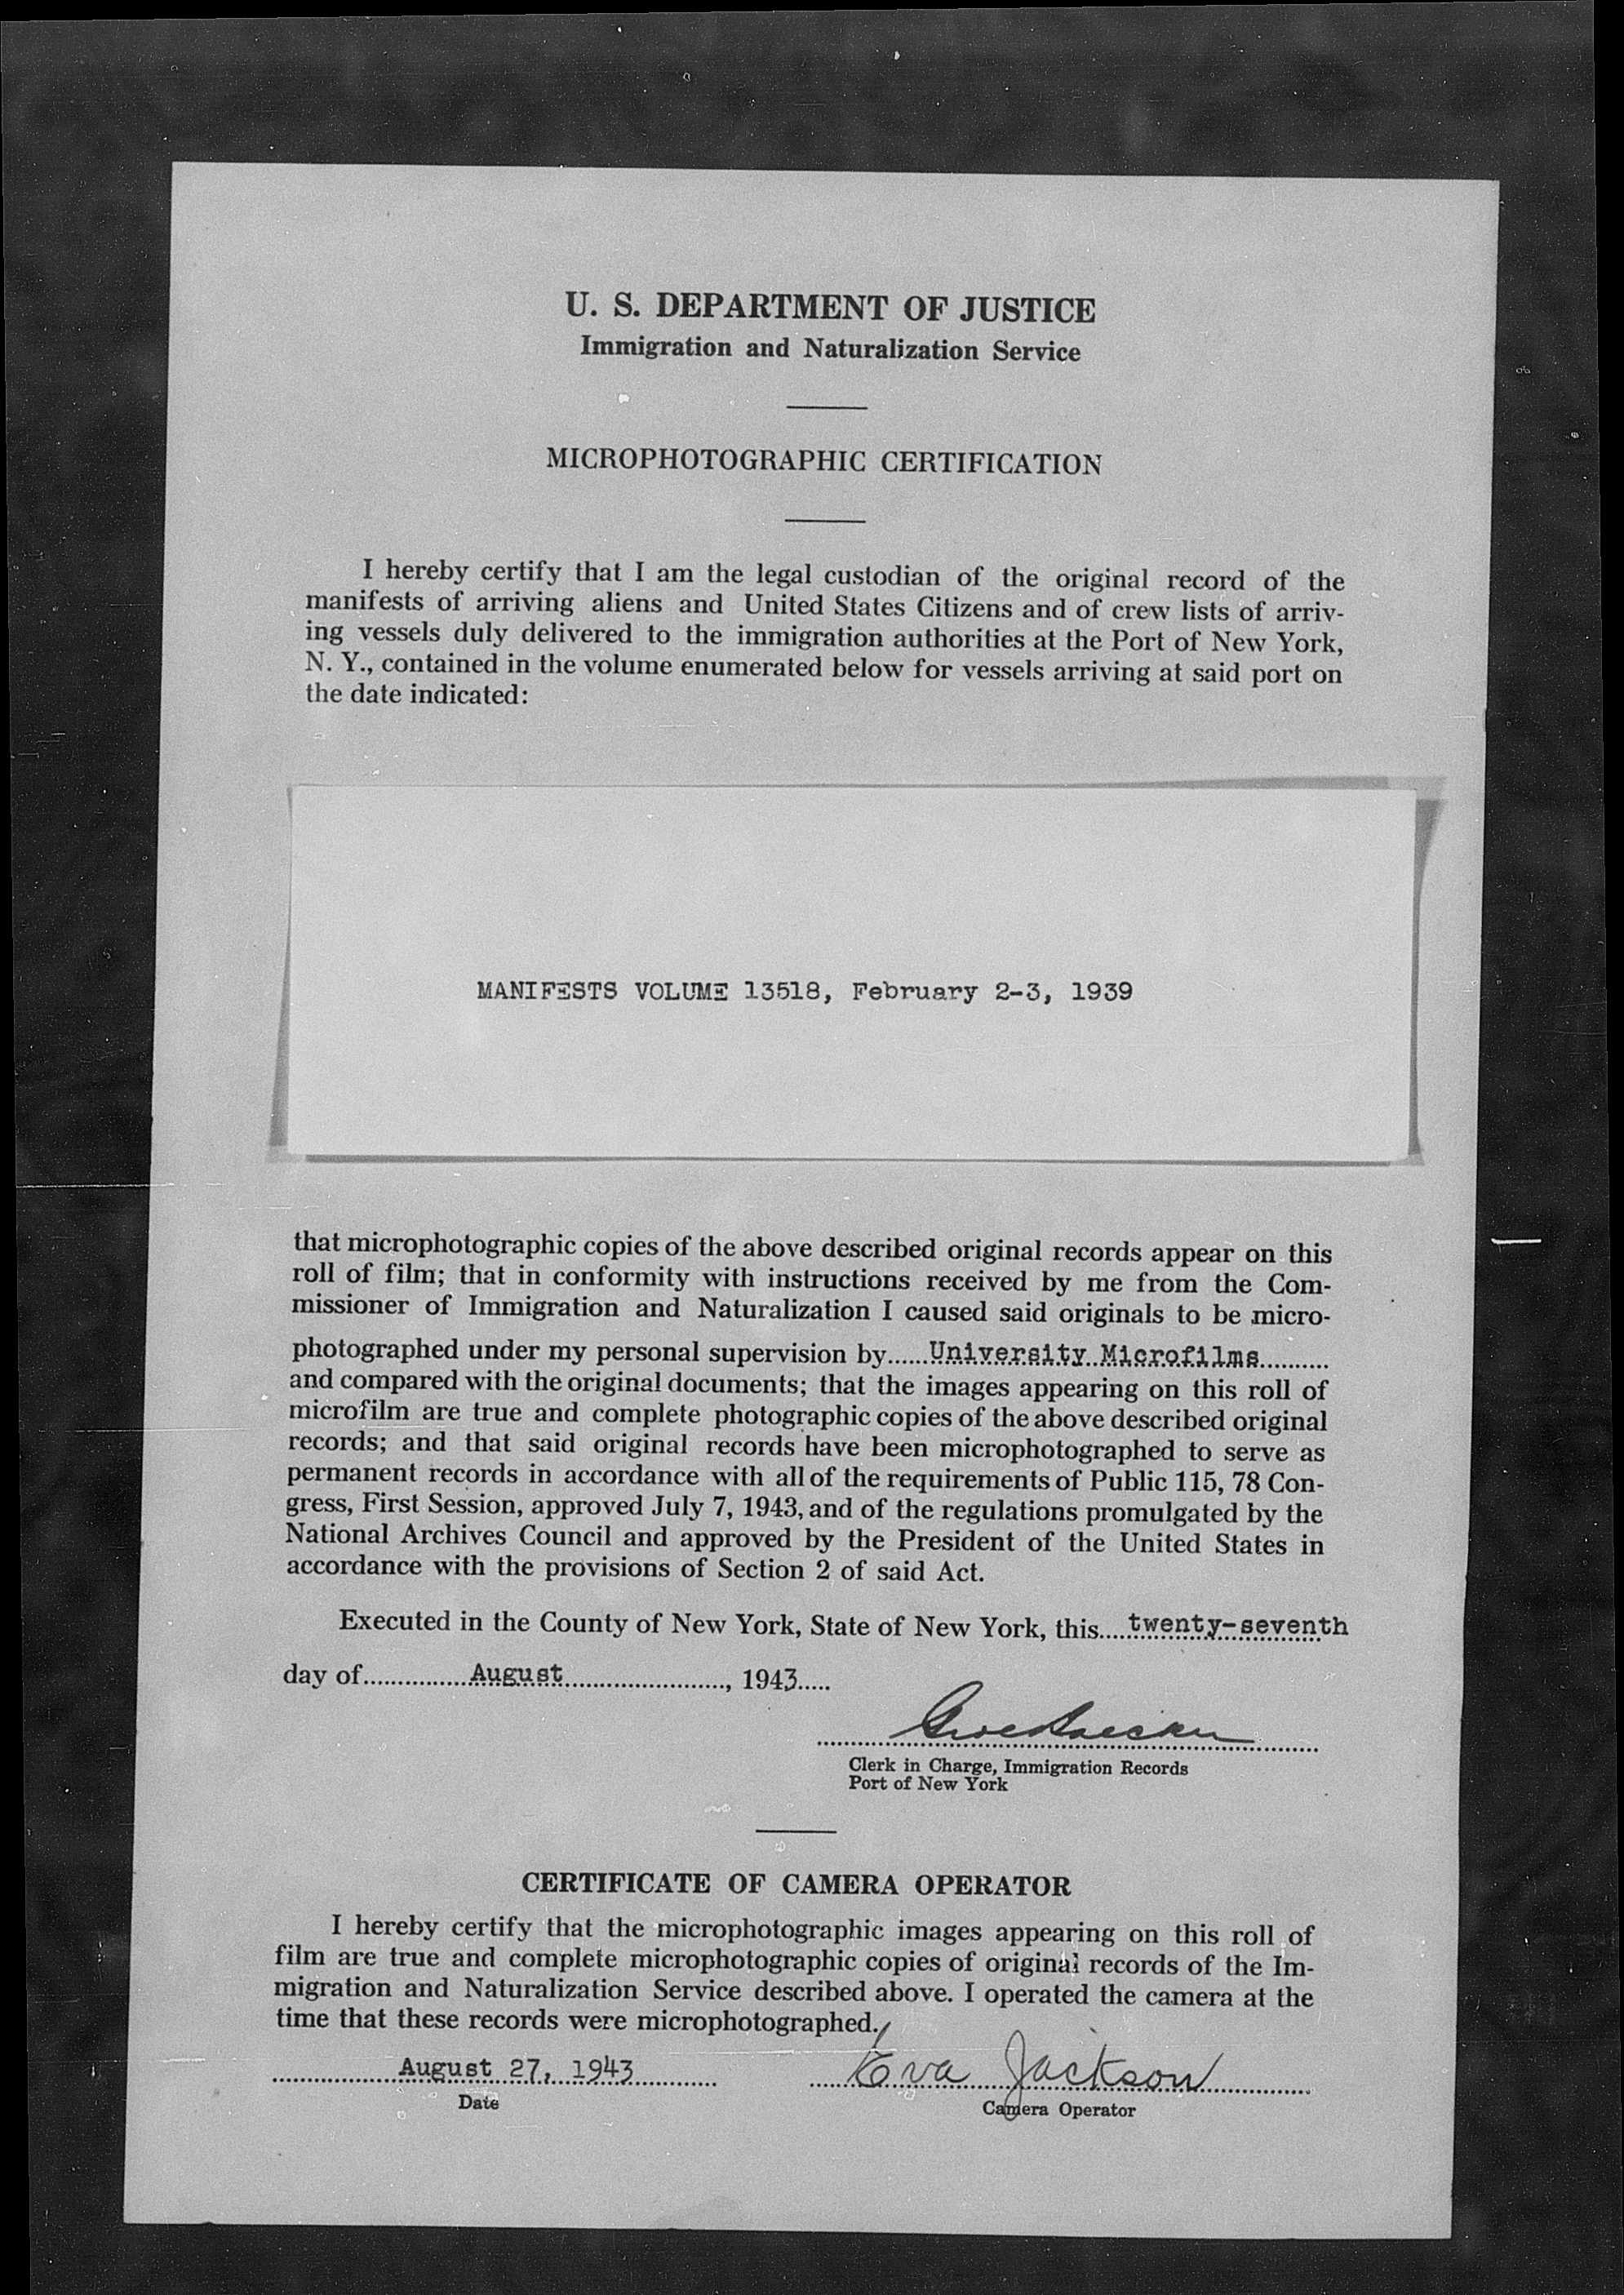 U. S. DEPARTMENT OF JUSTICE
Immigration and Naturalization Service
MICROPHOTOGRAPHIC CERTIFICATION
I hereby certify that I am the legal custodian of the original record of the
manifests of arriving aliens and United States Citizens and of crew lists of arriv-
ing vessels duly delivered to the immigration authorities at the Port of New York,
N. Y., contained in the volume enumerated below for vessels arriving at said port on
the date indicated:
MANIFESTS VOLUME 13518, February 2-3, 1939
that microphotographic copies of the above described original records appear on this
roll of film; that in conformity with instructions received by me from the Com-
missioner of Immigration and Naturalization I caused said originals to be micro-
photographed under my personal supervision by......University Microfilms..........
and compared with the original documents; that the images appearing on this roll of
microfilm are true and complete photographic copies of the above described original
records; and that said original records have been microphotographed to serve as
permanent records in accordance with all of the requirements of Public 115, 78 Con-
gress, First Session, approved July 7, 1943, and of the regulations promulgated by the
National Archives Council and approved by the President of the United States in
accordance with the provisions of Section 2 of said Act.
Executed in the County of New York, State of New York, this....twenty-seventh
day of................August........................, 1943.....
Clerk in Charge, Immigration Records
Port of New York
CERTIFICATE OF CAMERA OPERATOR
I hereby certify that the microphotographic images appearing on this roll of
film are true and complete microphotographic copies of original records of the Im-
migration and Naturalization Service described above. I operated the camera at the
time that these records were microphotographed.
August 27, 1943 Eva Jackson
Date Camera Operator